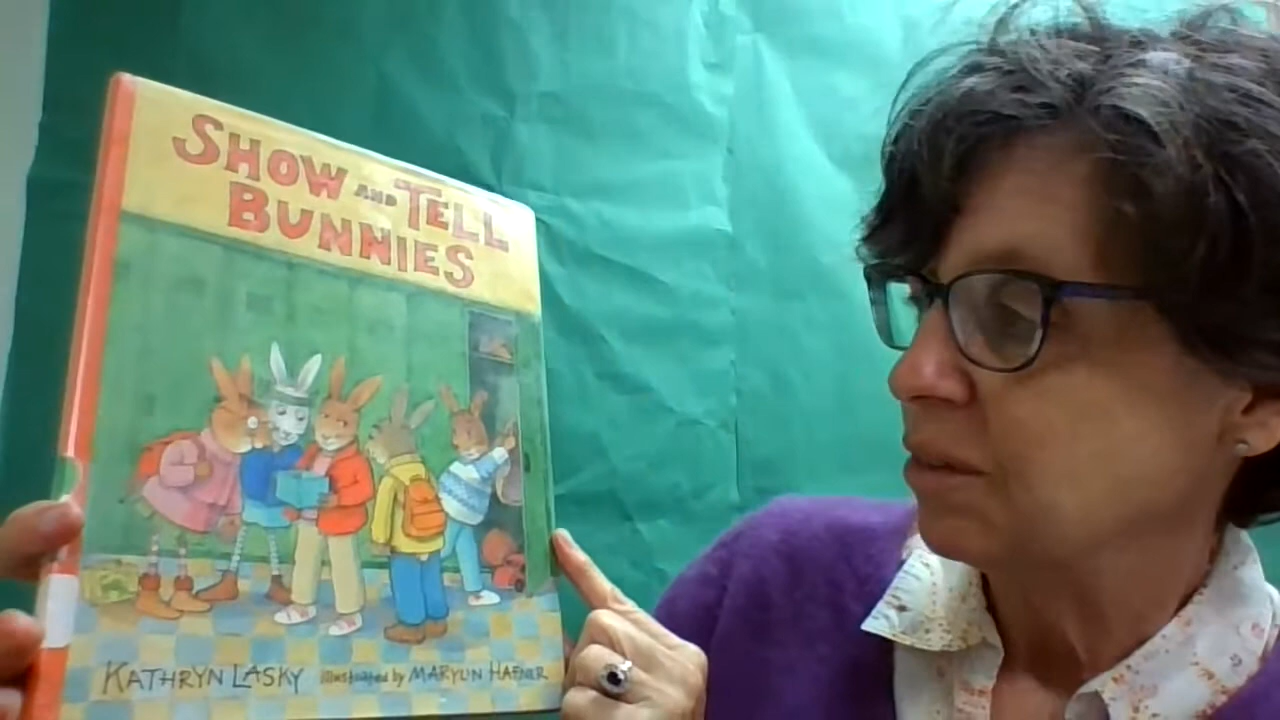 SHOW AND TELL
BUNNIES
KATHRYN LASKY illustrated by MARYLIN HAFNER